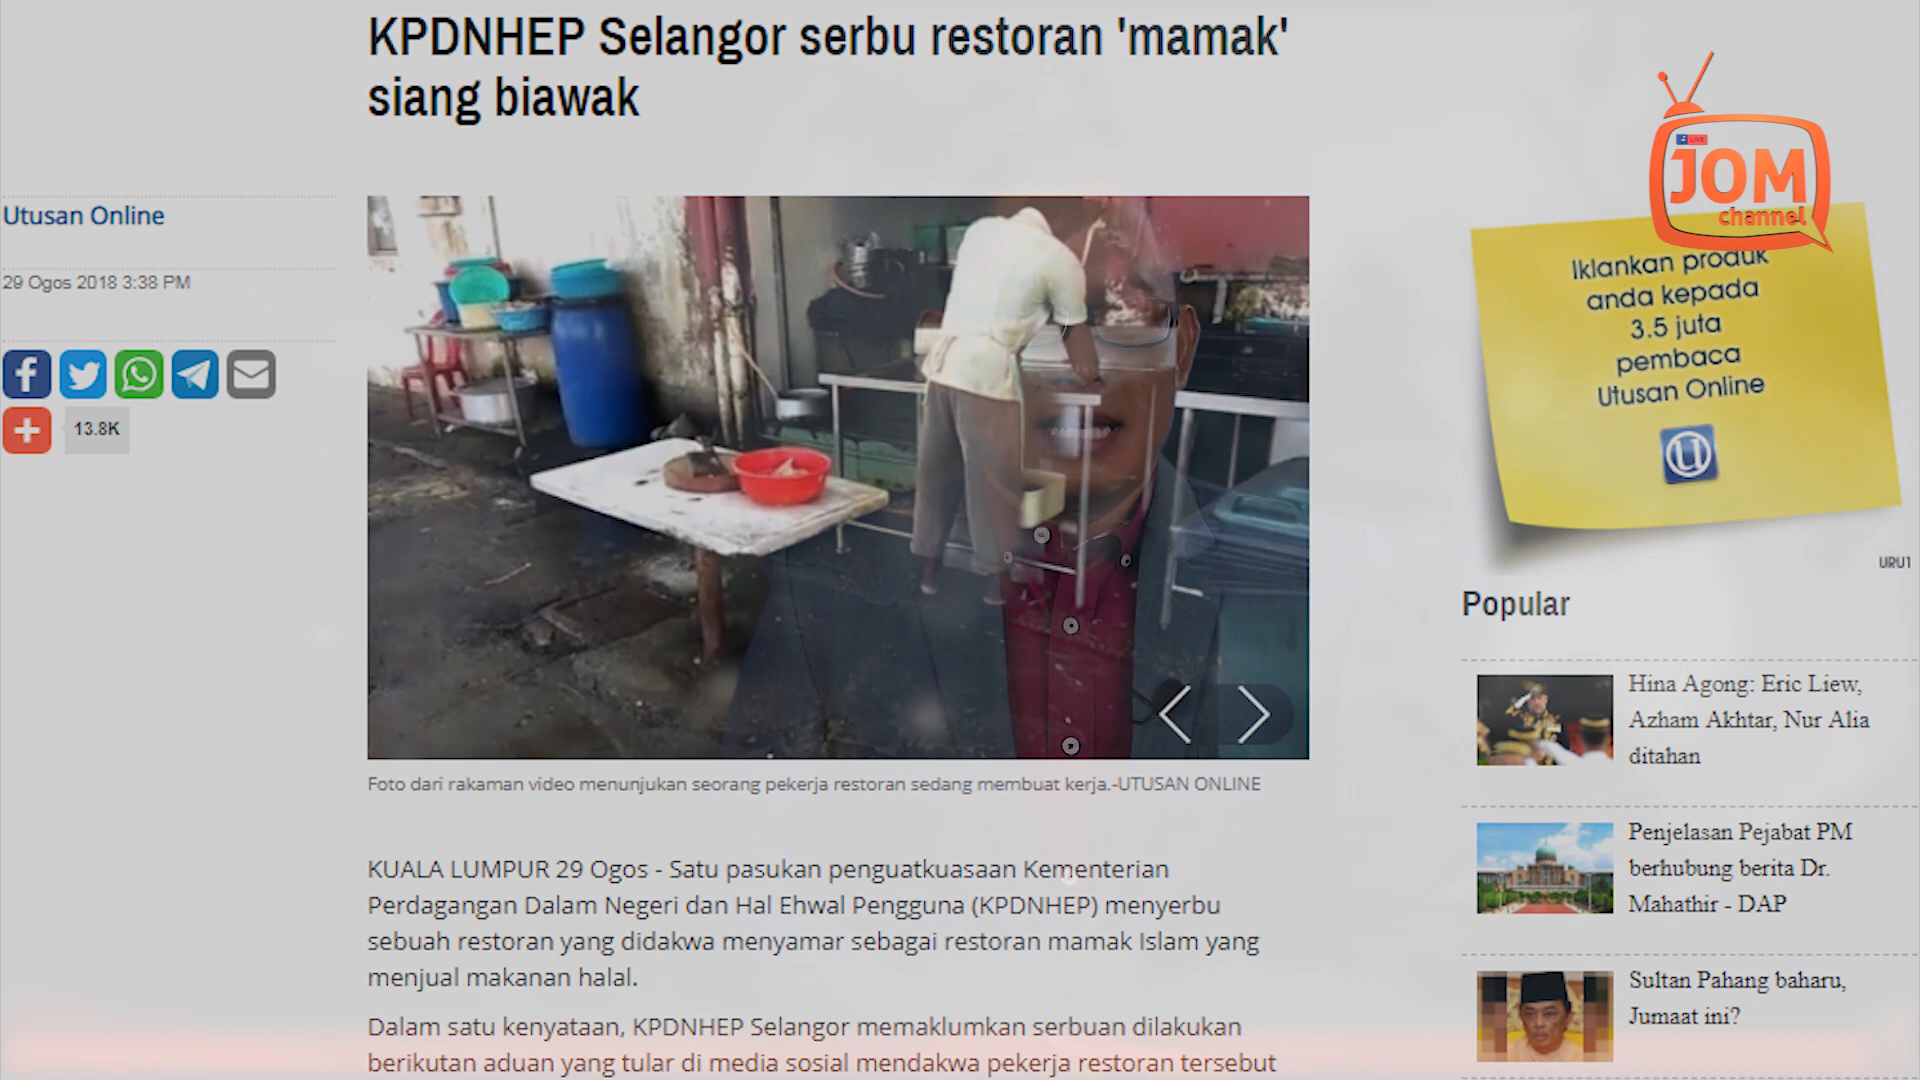 KPDNHEP Selangor serbu restoran 'mamak'
siang biawak
LIVE
JOM
channel
Utusan Online
29 Ogos 2018 3:38 PM
13.8K
Iklankan produk
anda kepada
3.5 juta
pembaca
Utusan Online
U
URU1
Foto dari rakaman video menunjukan seorang pekerja restoran sedang membuat kerja.-UTUSAN ONLINE
KUALA LUMPUR 29 Ogos - Satu pasukan penguatkuasaan Kementerian
Perdagangan Dalam Negeri dan Hal Ehwal Pengguna (KPDNHEP) menyerbu
sebuah restoran yang didakwa menyamar sebagai restoran mamak Islam yang
menjual makanan halal.
Dalam satu kenyataan, KPDNHEP Selangor memaklumkan serbuan dilakukan
berikutan aduan yang tular di media sosial mendakwa pekerja restoran tersebut
Popular
Hina Agong: Eric Liew,
Azham Akhtar, Nur Alia
ditahan
Penjelasan Pejabat PM
berhubung berita Dr.
Mahathir - DAP
Sultan Pahang baharu,
Jumaat ini?